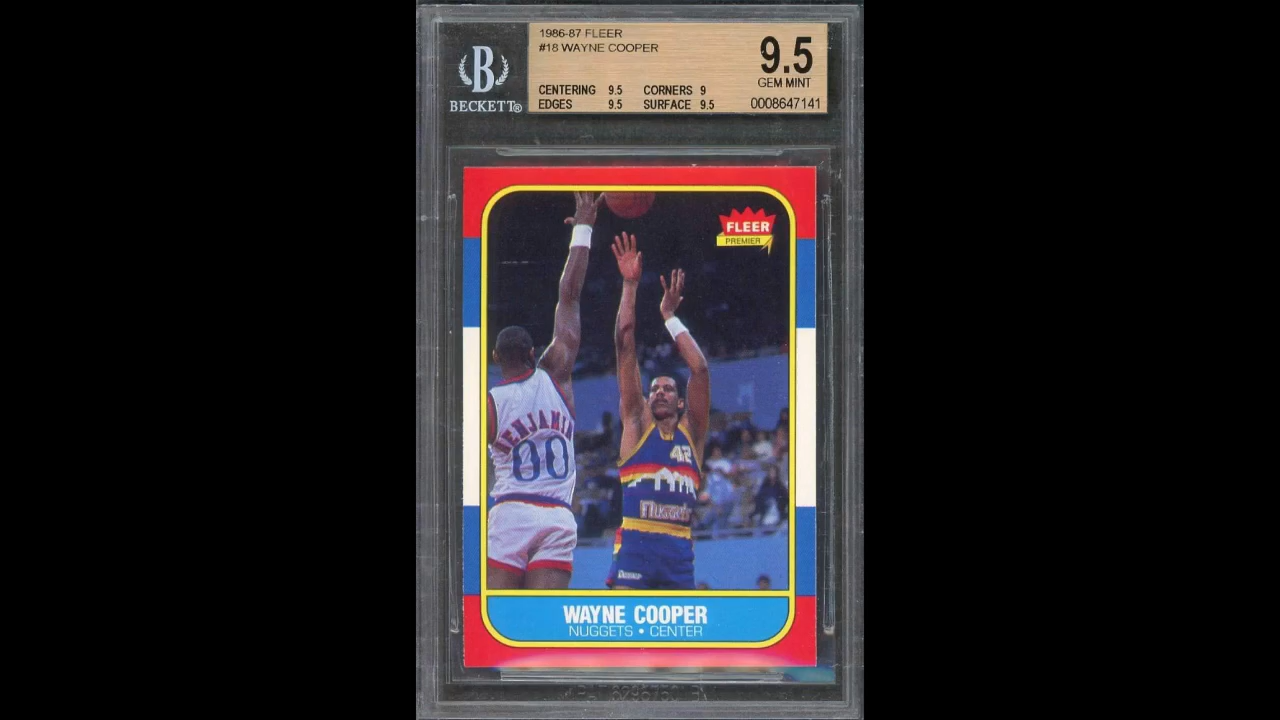 1986-87 FLEER
#18 WAYNE COOPER
9.5
GEM MINT
CENTERING 9.5 CORNERS 9
EDGES 9.5 SURFACE 9.5
0008647141
B
BECKETT®
FLEER
PREMIER
BENJAMIN
00
42
Nuggets
WAYNE COOPER
NUGGETS • CENTER